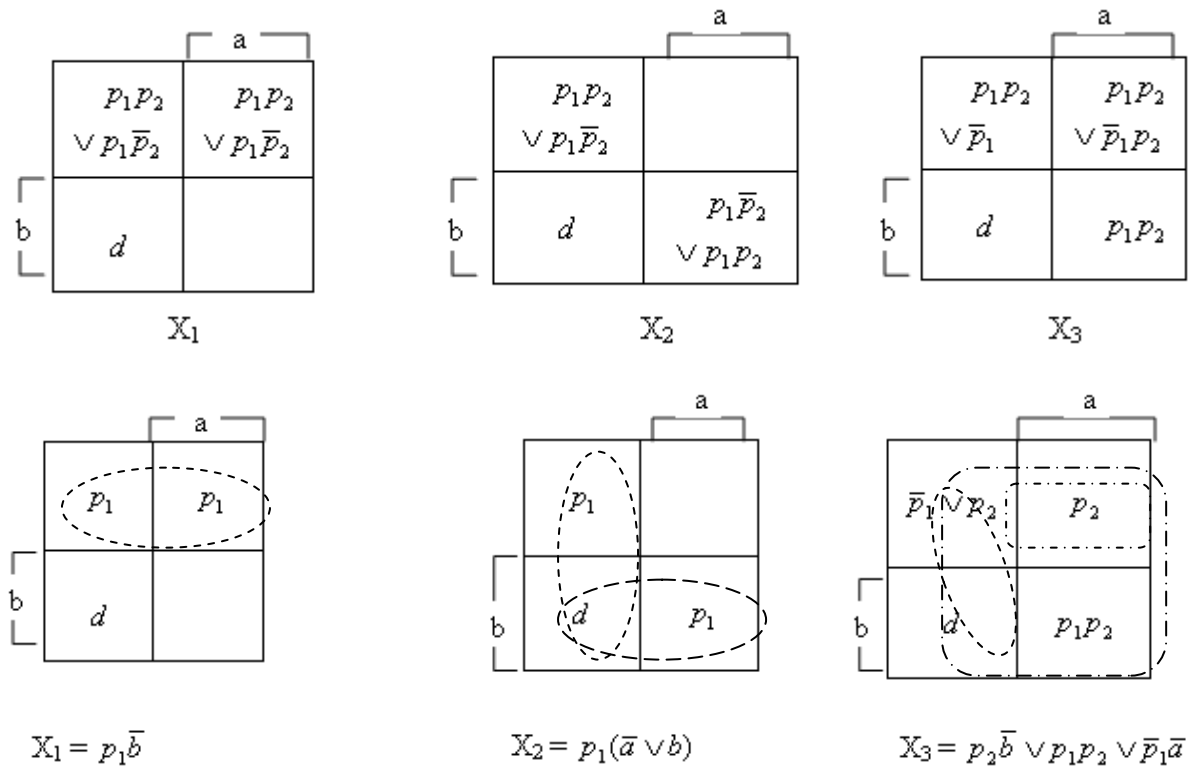 a a a
p₁p₂ p₁p₂ p₁p₂ p₁p₂ p₁p₂
∨ p₁p̅₂ ∨ p₁p̅₂ ∨ p₁p̅₂ ∨ p̅₁ ∨ p̅₁p₂
b d b d p₁p̅₂ b d p₁p₂
∨ p₁p₂
X₁ X₂ X₃
a a a
p₁ p₁ p₁ p̅₁ ∨ p₂ p₂
b d b d p₁ b d p₁p₂
X₁ = p₁b̅ X₂ = p₁(a̅ ∨ b) X₃ = p₂b̅ ∨ p₁p₂ ∨ p̅₁a̅